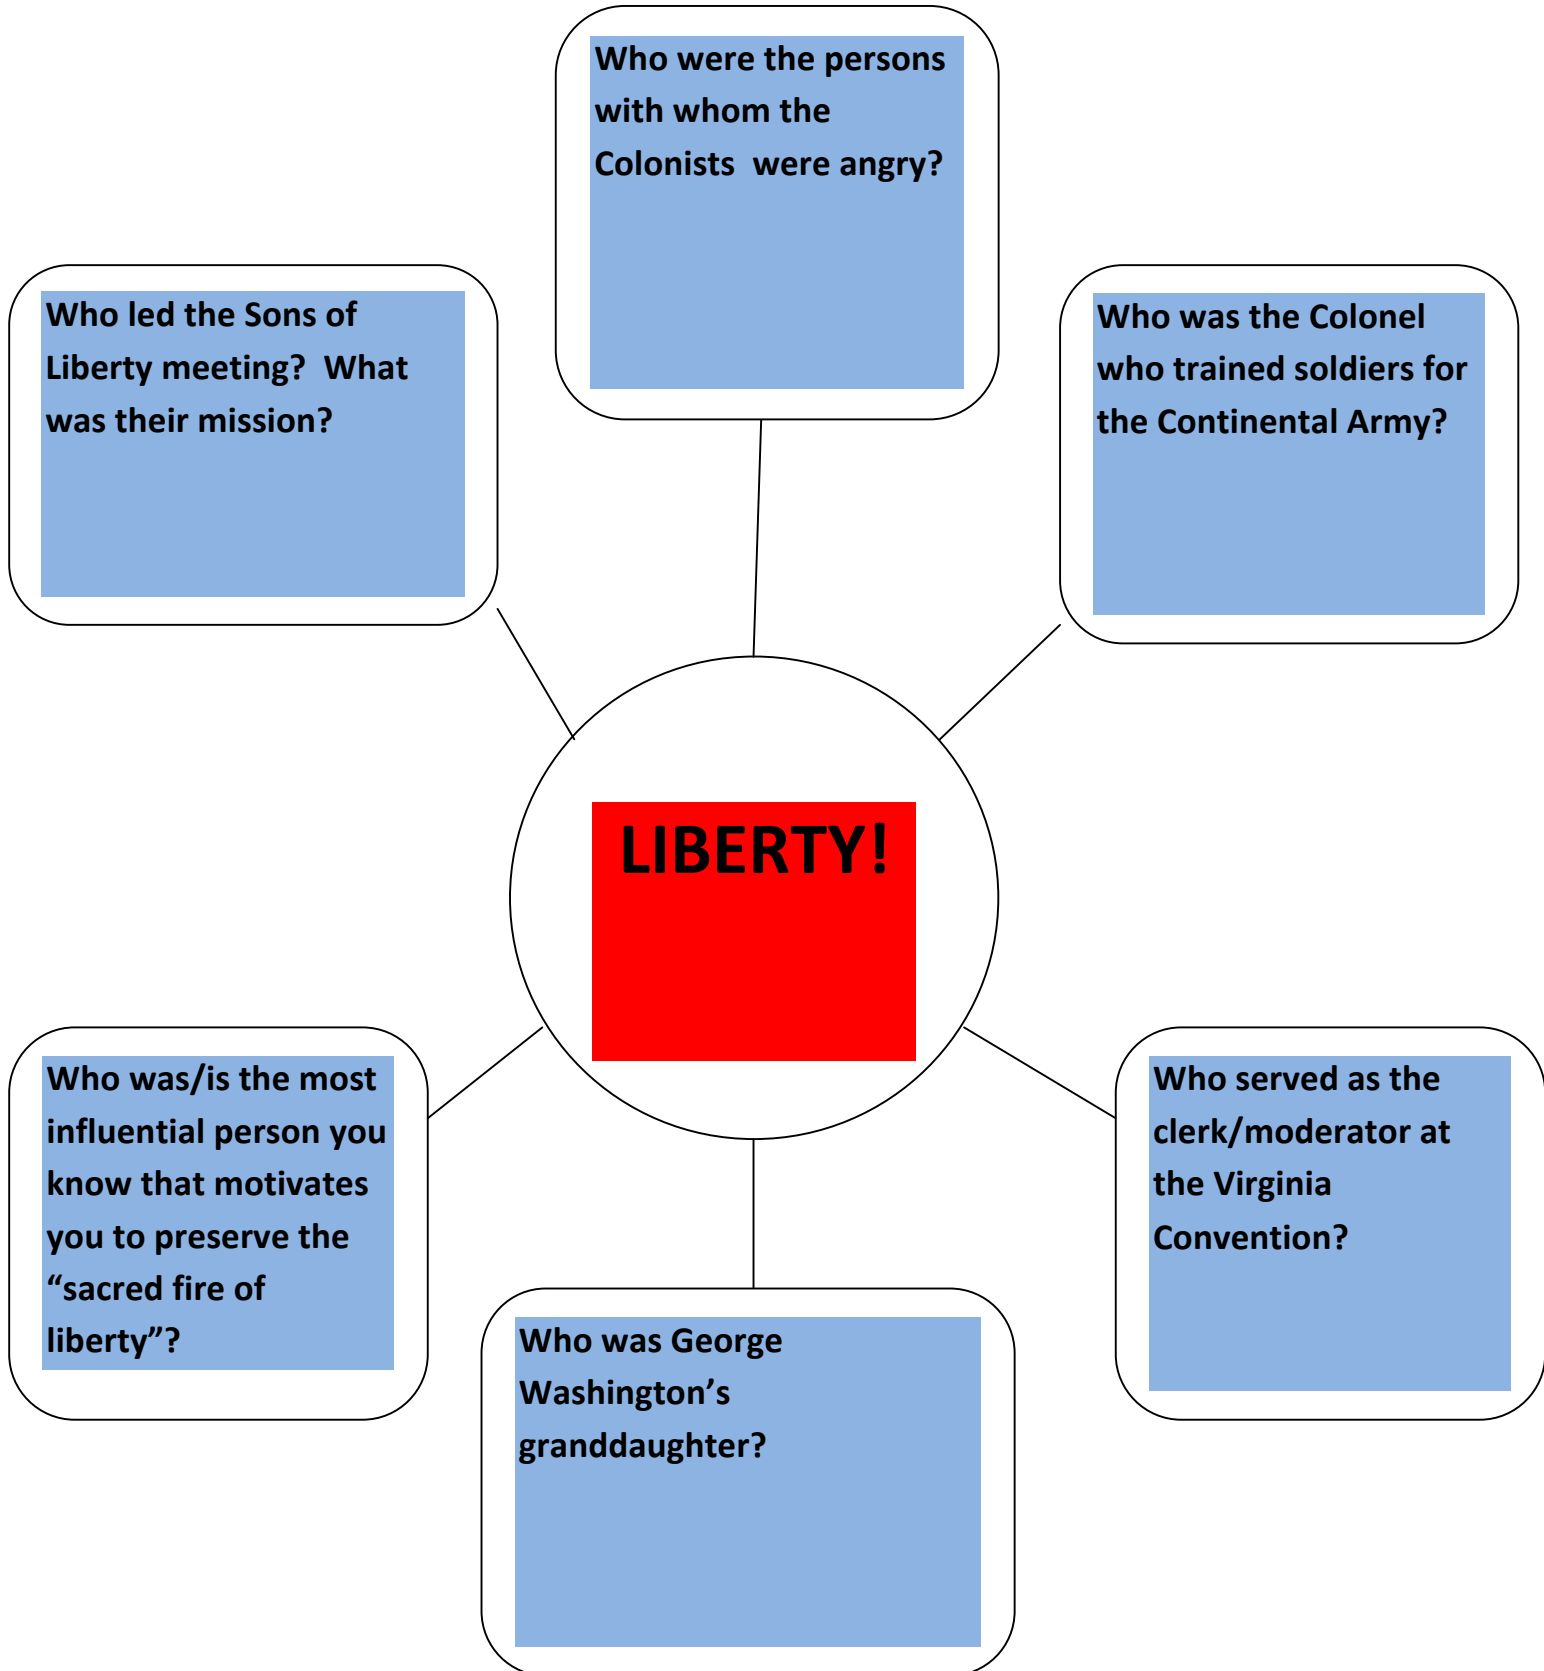 Who were the persons
with whom the
Colonists  were angry?
Who led the Sons of
Liberty meeting?  What
was their mission?
Who was the Colonel
who trained soldiers for
the Continental Army?
LIBERTY!
Who was/is the most
influential person you
know that motivates
you to preserve the
“sacred fire of
liberty”?
Who served as the
clerk/moderator at
the Virginia
Convention?
Who was George
Washington’s
granddaughter?